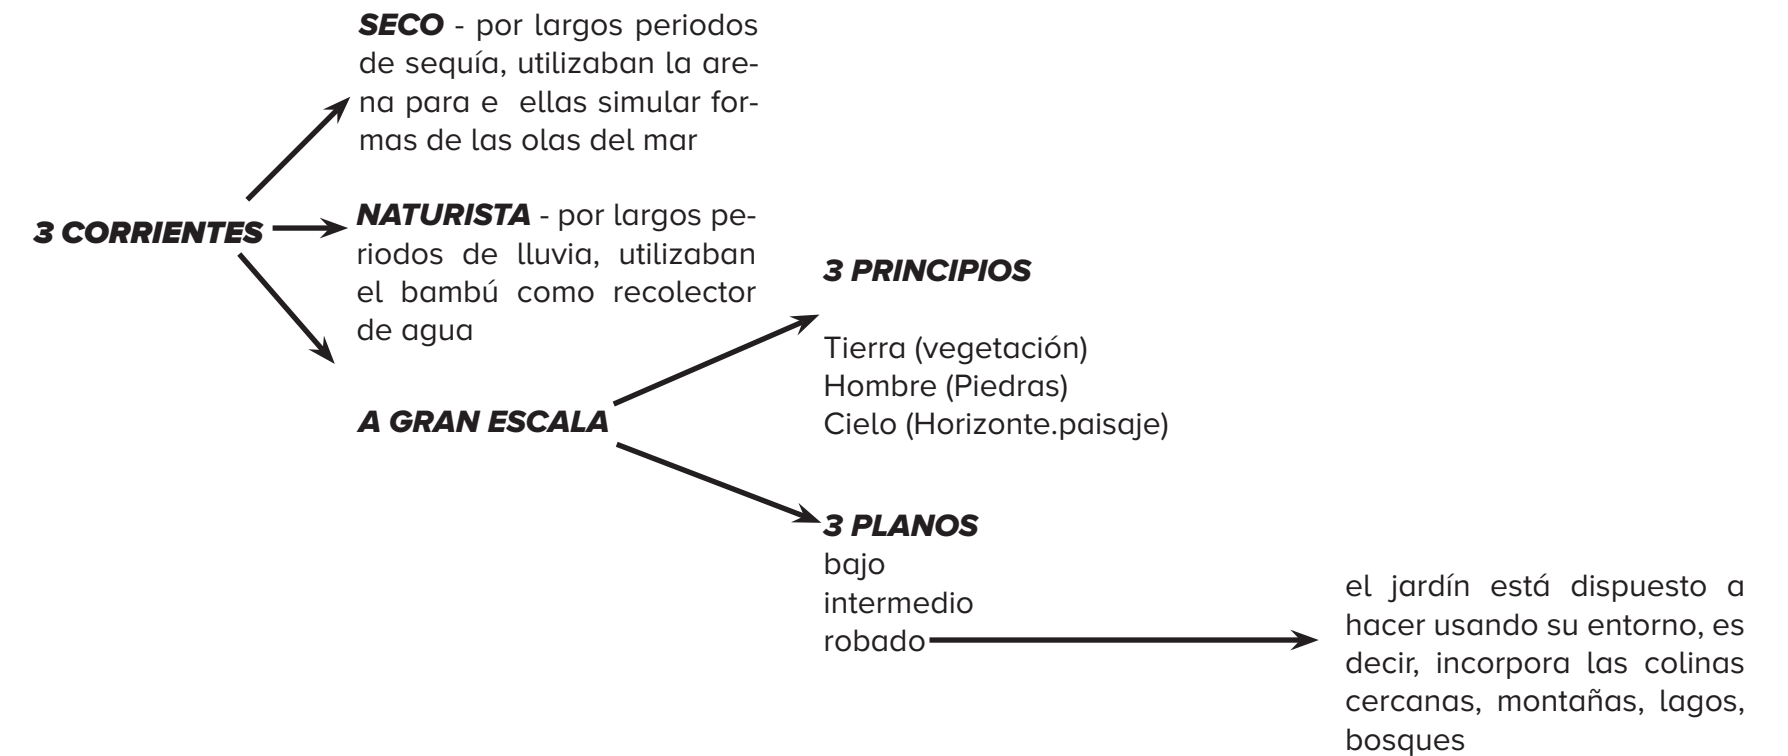 SECO - por largos periodos
de sequía, utilizaban la are-
na para e  ellas simular for-
mas de las olas del mar
3 CORRIENTES
NATURISTA - por largos pe-
riodos de lluvia, utilizaban
el bambú como recolector
de agua
A GRAN ESCALA
3 PRINCIPIOS
Tierra (vegetación)
Hombre (Piedras)
Cielo (Horizonte.paisaje)
3 PLANOS
bajo
intermedio
robado
el jardín está dispuesto a
hacer usando su entorno, es
decir, incorpora las colinas
cercanas, montañas, lagos,
bosques